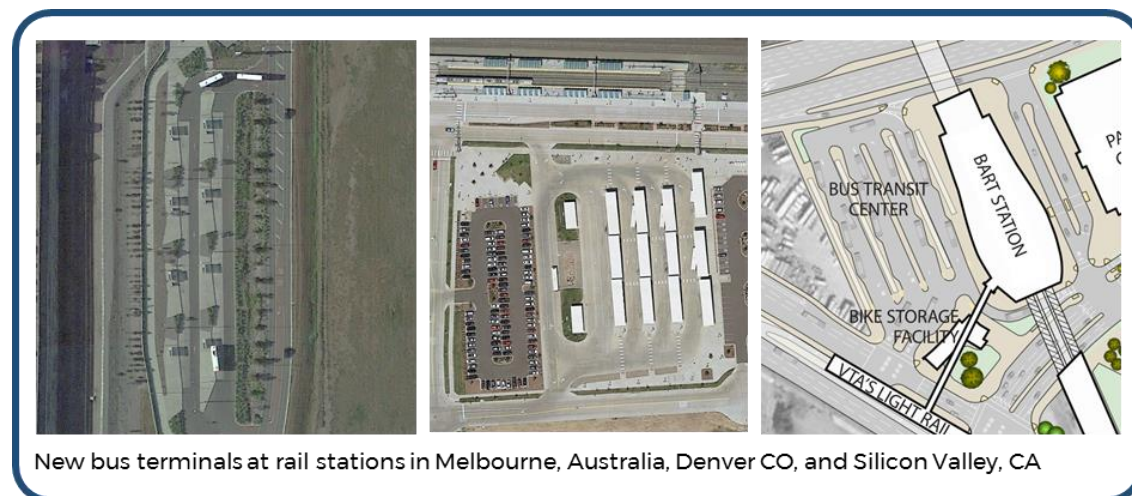 BUS TRANSIT
CENTER
BART STATION
BIKE STORAGE
FACILITY
VTA'S LIGHT RAIL
New bus terminals at rail stations in Melbourne, Australia, Denver CO, and Silicon Valley, CA